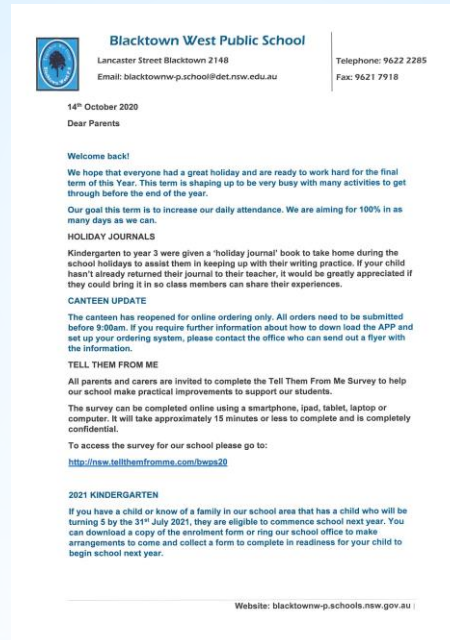 Blacktown West Public School
Lancaster Street Blacktown 2148
Email: blacktownw-p.school@det.nsw.edu.au
Telephone: 9622 2285
Fax: 9621 7918
14th October 2020
Dear Parents
Welcome back!
We hope that everyone had a great holiday and are ready to work hard for the final
term of this Year. This term is shaping up to be very busy with many activities to get
through before the end of the year.
Our goal this term is to increase our daily attendance. We are aiming for 100% in as
many days as we can.
HOLIDAY JOURNALS
Kindergarten to year 3 were given a 'holiday journal' book to take home during the
school holidays to assist them in keeping up with their writing practice. If your child
hasn't already returned their journal to their teacher, it would be greatly appreciated if
they could bring it in so class members can share their experiences.
CANTEEN UPDATE
The canteen has reopened for online ordering only. All orders need to be submitted
before 9:00am. If you require further information about how to down load the APP and
set up your ordering system, please contact the office who can send out a flyer with
the information.
TELL THEM FROM ME
All parents and carers are invited to complete the Tell Them From Me Survey to help
our school make practical improvements to support our students.
The survey can be completed online using a smartphone, ipad, tablet, laptop or
computer. It will take approximately 15 minutes or less to complete and is completely
confidential.
To access the survey for our school please go to:
http://nsw.tellthemfromme.com/bwps20
2021 KINDERGARTEN
If you have a child or know of a family in our school area that has a child who will be
turning 5 by the 31st July 2021, they are eligible to commence school next year. You
can download a copy of the enrolment form or ring our school office to make
arrangements to come and collect a form to complete in readiness for your child to
begin school next year.
Website: blacktownw-p.schools.nsw.gov.au |